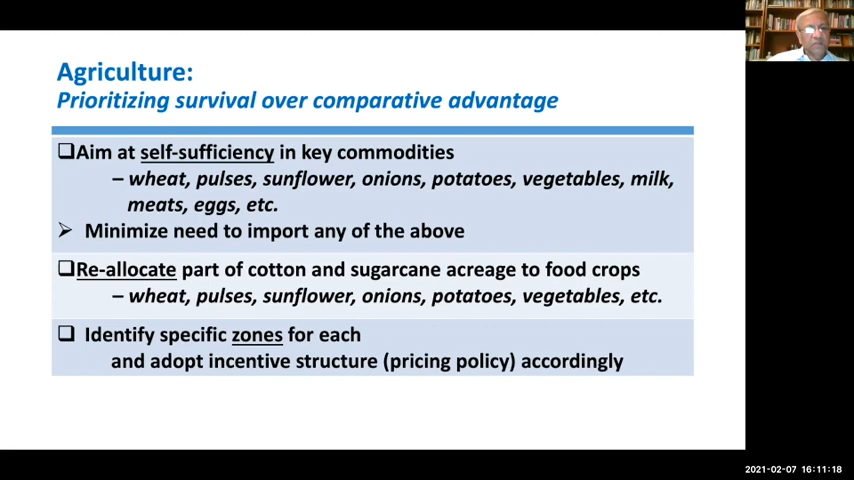 Agriculture:
Prioritizing survival over comparative advantage
❑Aim at self-sufficiency in key commodities
– wheat, pulses, sunflower, onions, potatoes, vegetables, milk,
meats, eggs, etc.
➢ Minimize need to import any of the above
❑Re-allocate part of cotton and sugarcane acreage to food crops
– wheat, pulses, sunflower, onions, potatoes, vegetables, etc.
❑ Identify specific zones for each
and adopt incentive structure (pricing policy) accordingly
2021-02-07 16:11:18